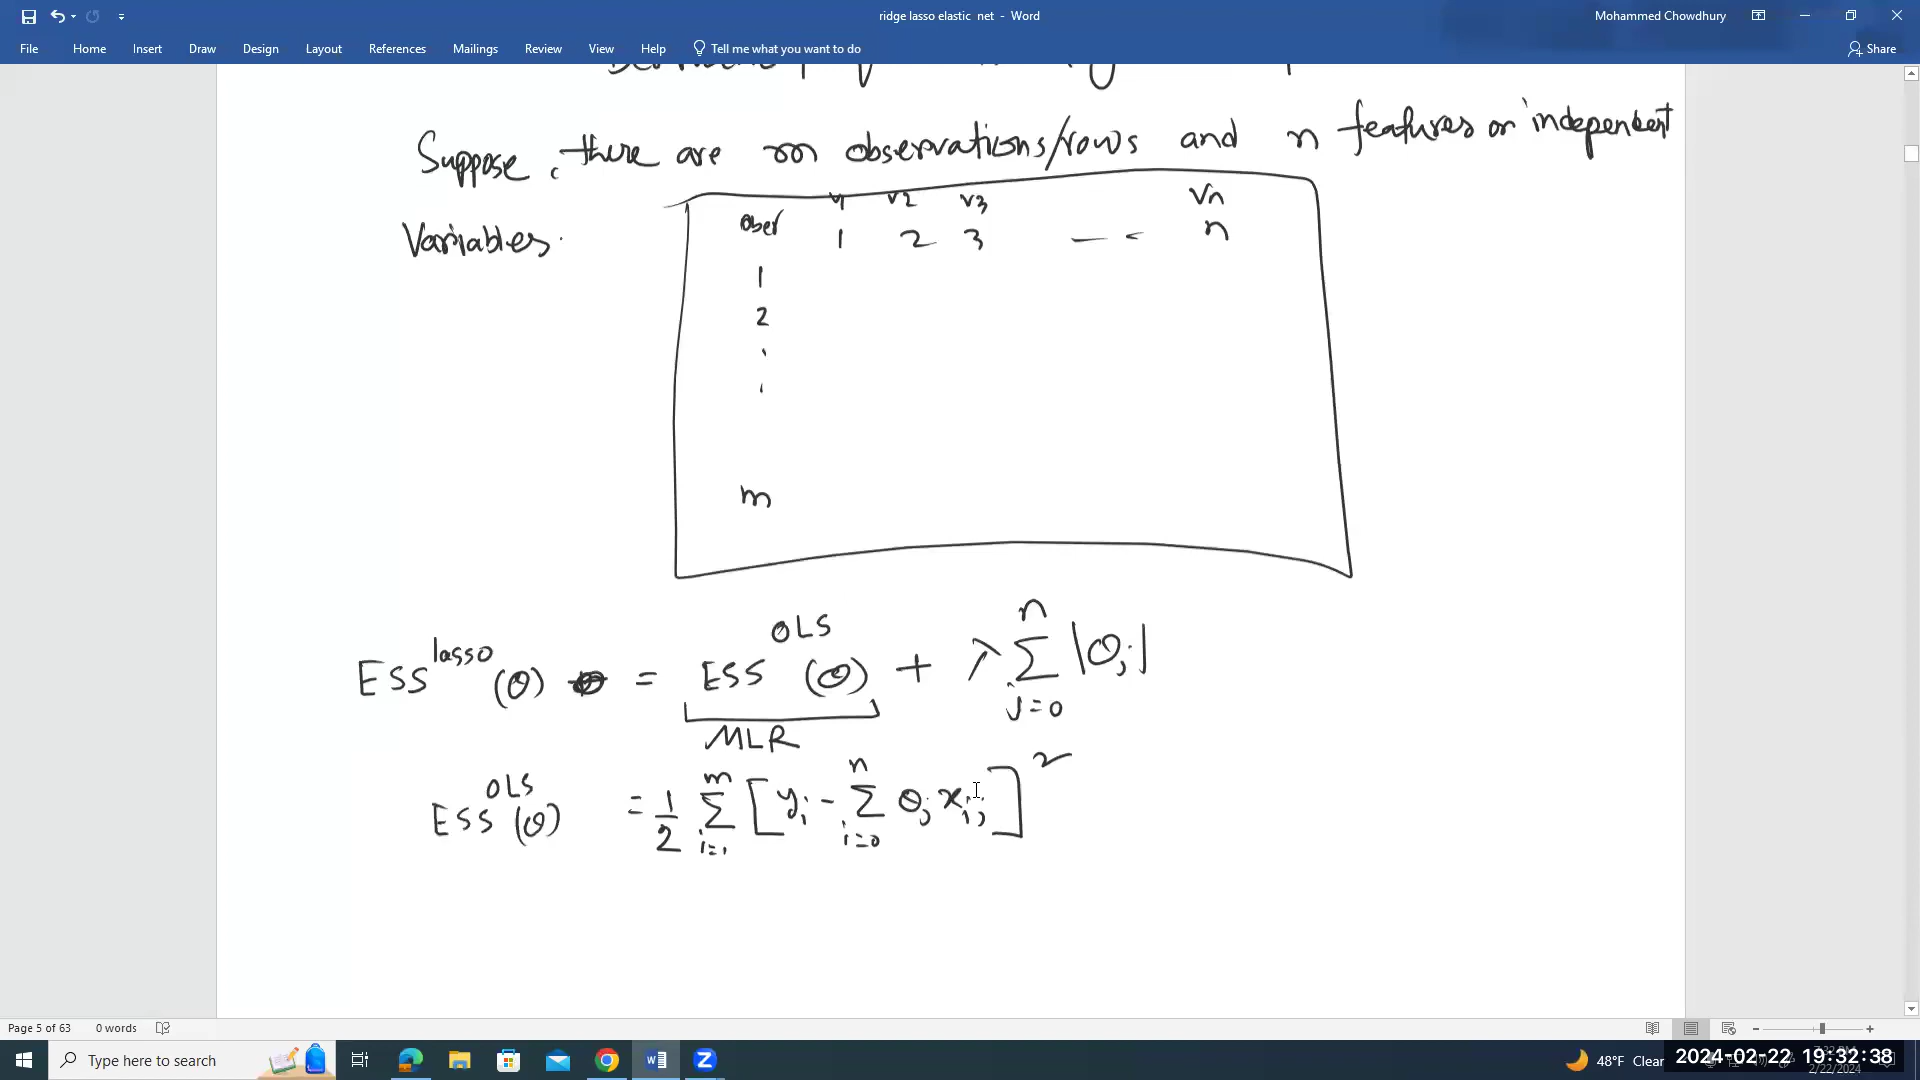 ridge lasso elastic net - Word
Mohammed Chowdhury
File Home Insert Draw Design Layout References Mailings Review View Help Tell me what you want to do Share
Suppose, there are m observations/rows and n features or independent
Variables.
v1 v2 v3 Vn
obser 1 2 3 — - n
1
2
.
.
m
ESS^lasso (θ) = ESS^OLS (θ) + λ Σ_{j=0}^{n} |θj|
MLR
ESS^OLS (θ) = 1/2 Σ_{i=1}^{m} [yi - Σ_{i=0}^{n} θj xij]^2
Page 5 of 63 0 words
Type here to search
48°F Clear
2024-02-22 19:32:38
2/22/2024